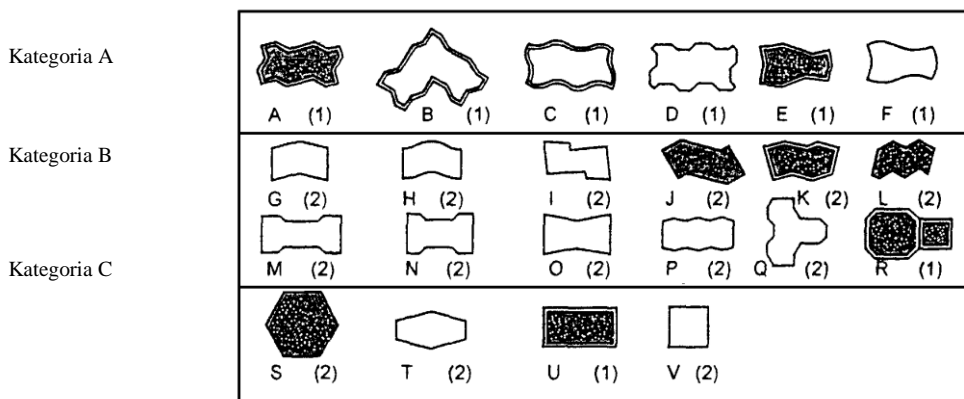 Kategoria A
A (1) B (1) C (1) D (1) E (1) F (1)
Kategoria B
G (2) H (2) I (2) J (2) K (2) L (2)
M (2) N (2) O (2) P (2) Q (2) R (1)
Kategoria C
S (2) T (2) U (1) V (2)